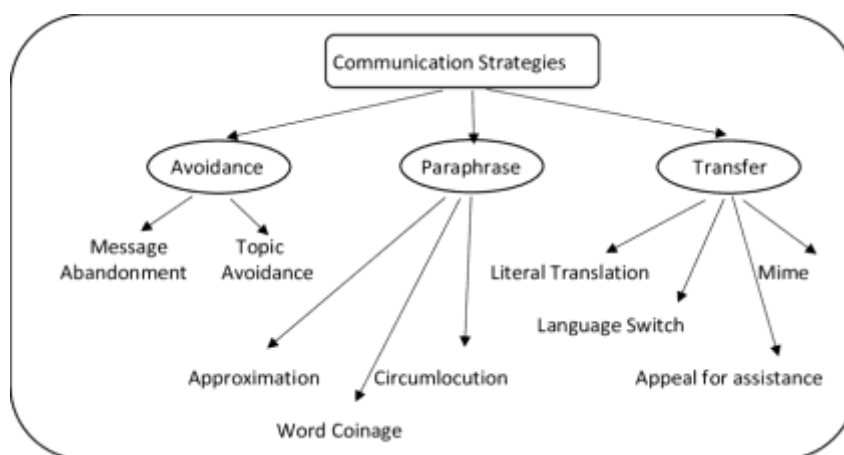 Communication Strategies
Avoidance
Paraphrase
Transfer
Message
Abandonment
Topic
Avoidance
Literal Translation
Mime
Language Switch
Approximation
Circumlocution
Appeal for assistance
Word Coinage